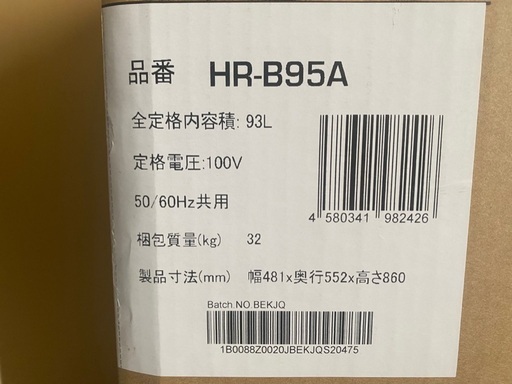 品番 HR-B95A
全定格内容積: 93L
定格電圧:100V
50/60Hz共用
4 580341 982426
梱包質量(kg) 32
製品寸法(mm) 幅481x奥行552x高さ860
Batch.NO.BEKJQ
1B0088Z0020JBEKJQS20475